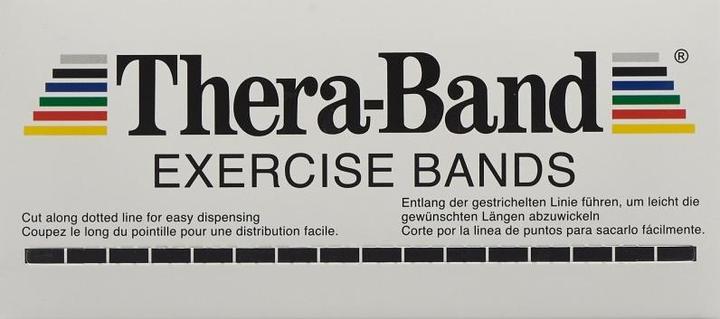 Thera-Band®
EXERCISE BANDS
Cut along dotted line for easy dispensing
Coupez le long du pointille pour une distribution facile.
Entlang der gestrichelten Linie führen, um leicht die
gewünschten Längen abzuwickeln
Corte por la linea de puntos para sacarlo fácilmente.